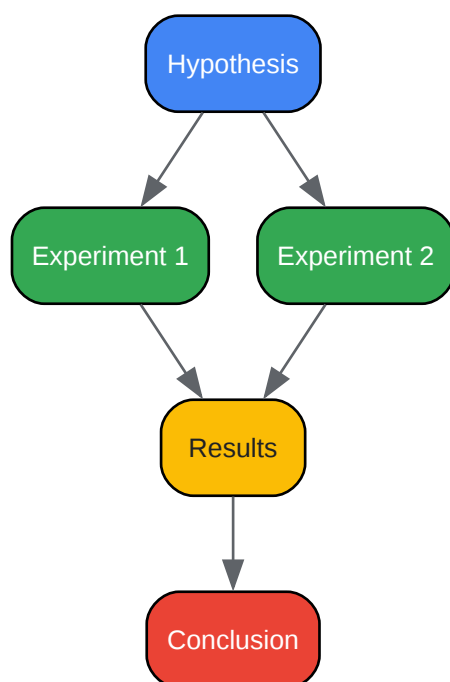 Hypothesis
Experiment 1
Experiment 2
Results
Conclusion